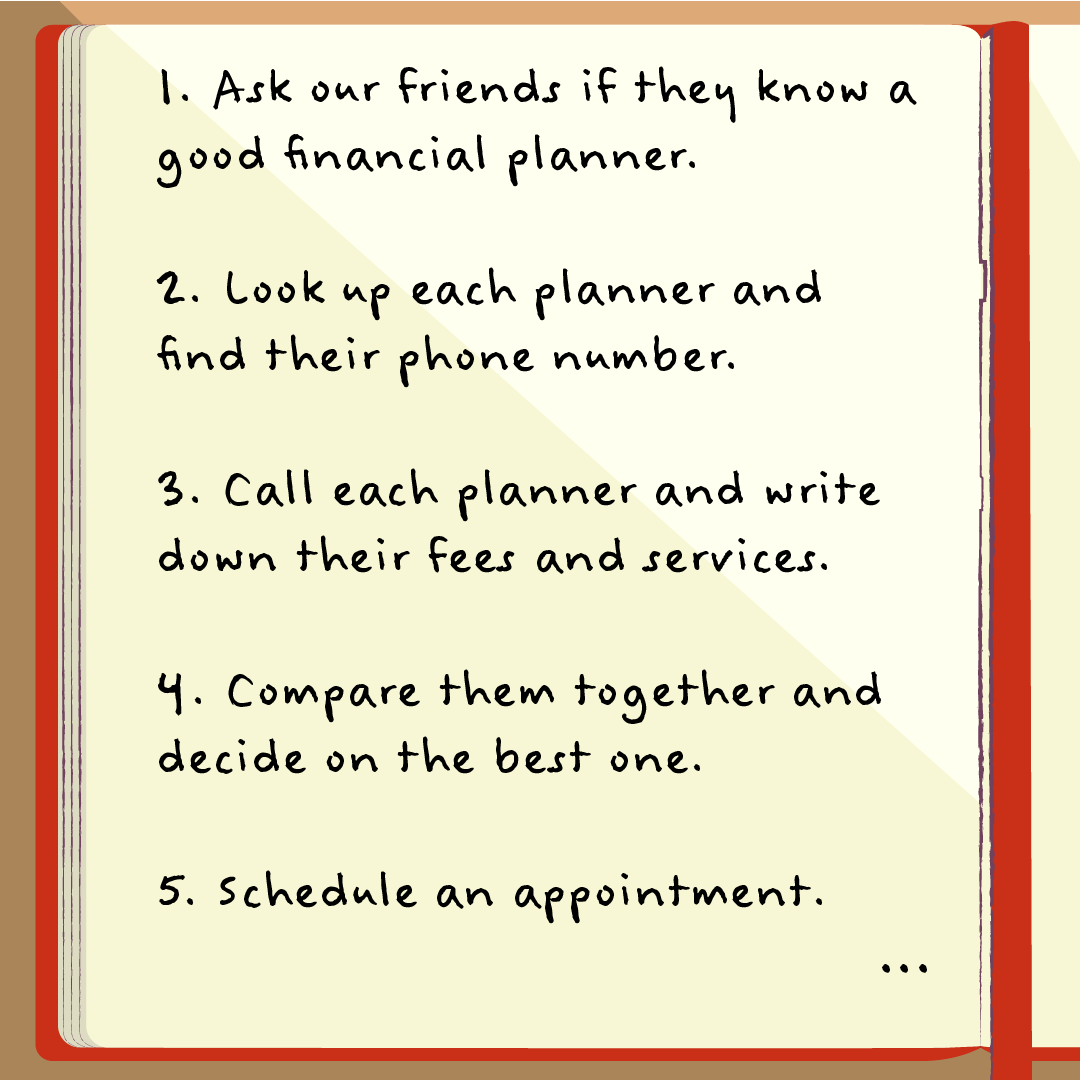 1. Ask our friends if they know a
good financial planner.
2. Look up each planner and
find their phone number.
3. Call each planner and write
down their fees and services.
4. Compare them together and
decide on the best one.
5. Schedule an appointment.
...